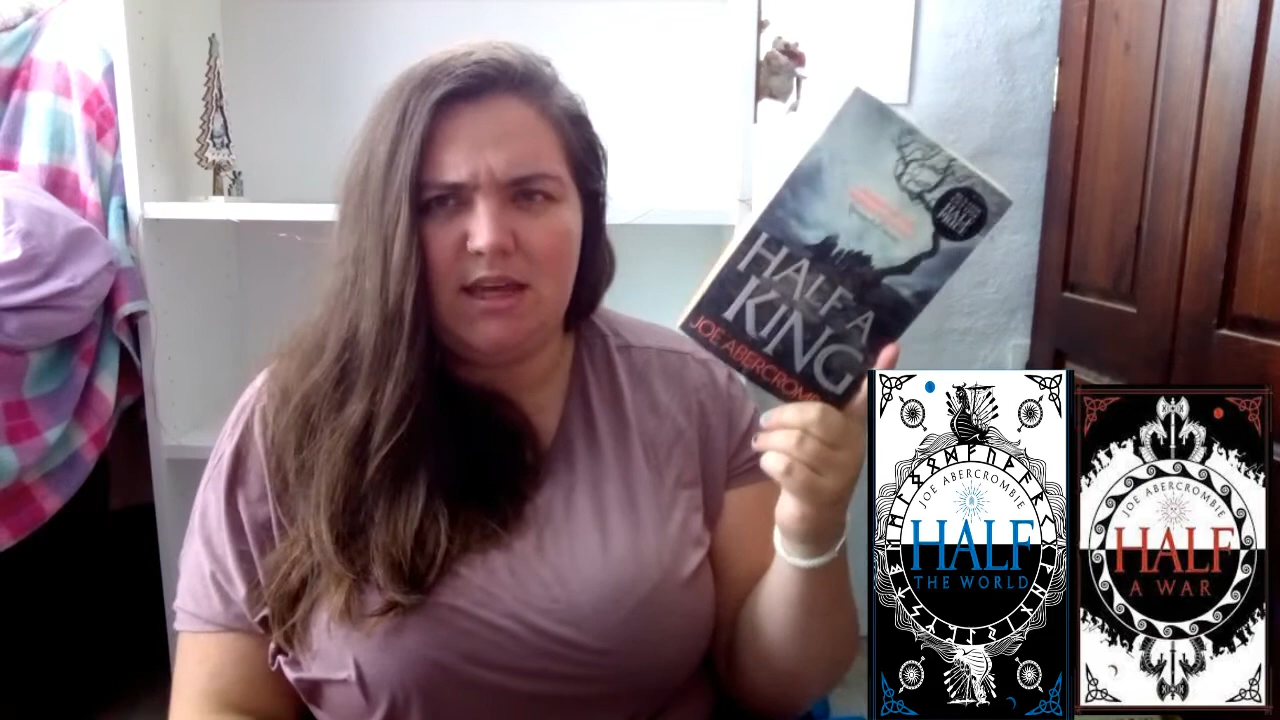 HALF A
KING
JOE ABERCROMBIE
JOE ABERCROMBIE
HALF
THE WORLD
JOE ABERCROMBIE
HALF
A WAR